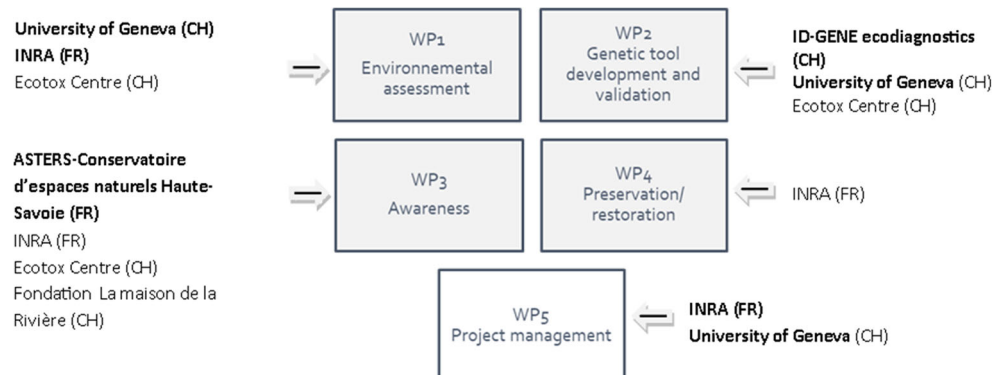 University of Geneva (CH)
INRA (FR)
Ecotox Centre (CH)
WP1
Environnemental
assessment
WP2
Genetic tool
development and
validation
ID-GENE ecodiagnostics
(CH)
University of Geneva (CH)
Ecotox Centre (CH)
ASTERS-Conservatoire
d'espaces naturels Haute-
Savoie (FR)
INRA (FR)
Ecotox Centre (CH)
Fondation La maison de la
Rivière (CH)
WP3
Awareness
WP4
Preservation/
restoration
INRA (FR)
WP5
Project management
INRA (FR)
University of Geneva (CH)